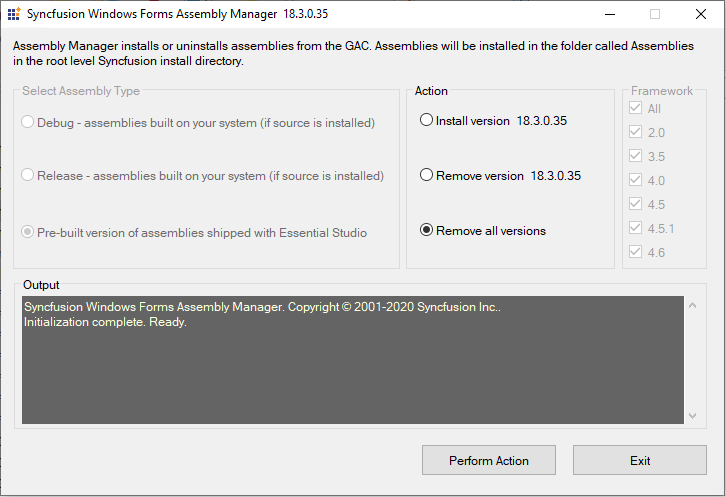 Syncfusion Windows Forms Assembly Manager 18.3.0.35
Assembly Manager installs or uninstalls assemblies from the GAC. Assemblies will be installed in the folder called Assemblies
in the root level Syncfusion install directory.
Select Assembly Type
Debug - assemblies built on your system (if source is installed)
Release - assemblies built on your system (if source is installed)
Pre-built version of assemblies shipped with Essential Studio
Action
Install version 18.3.0.35
Remove version 18.3.0.35
Remove all versions
Framework
All
2.0
3.5
4.0
4.5
4.5.1
4.6
Output
Syncfusion Windows Forms Assembly Manager. Copyright © 2001-2020 Syncfusion Inc..
Initialization complete. Ready.
Perform Action
Exit